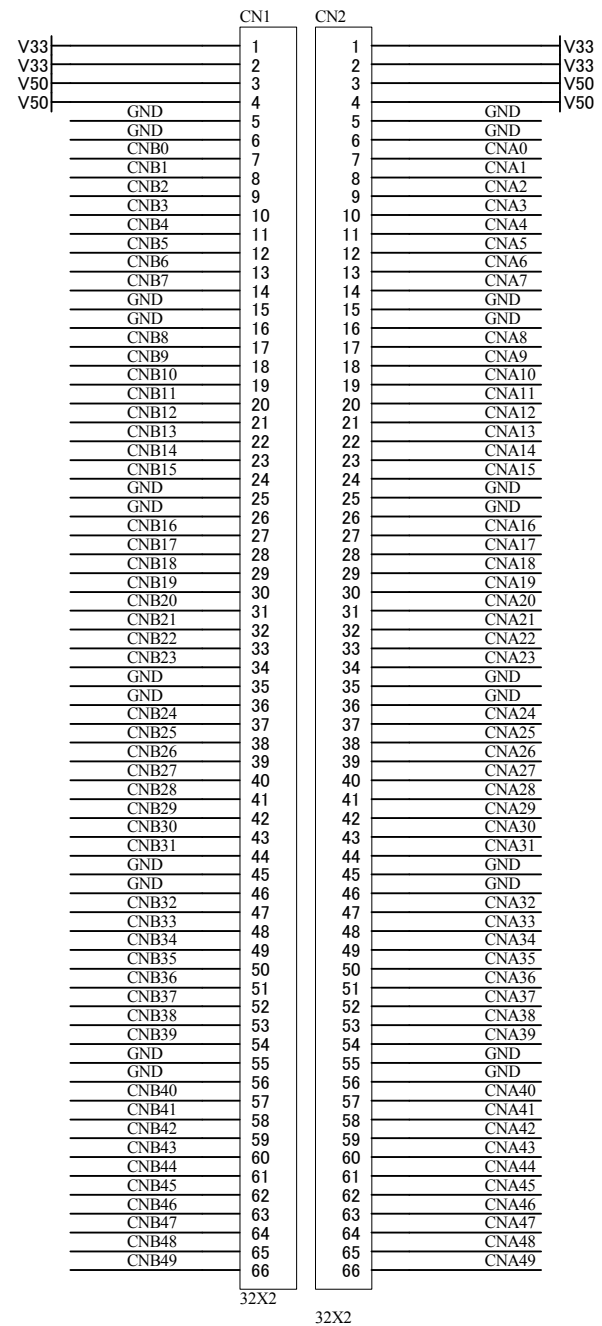 CN1 CN2
V33 1 1 V33
V33 2 2 V33
V50 3 3 V50
V50 4 4 V50
GND 5 5 GND
GND 6 6 GND
CNB0 7 7 CNA0
CNB1 8 8 CNA1
CNB2 9 9 CNA2
CNB3 10 10 CNA3
CNB4 11 11 CNA4
CNB5 12 12 CNA5
CNB6 13 13 CNA6
CNB7 14 14 CNA7
GND 15 15 GND
GND 16 16 GND
CNB8 17 17 CNA8
CNB9 18 18 CNA9
CNB10 19 19 CNA10
CNB11 20 20 CNA11
CNB12 21 21 CNA12
CNB13 22 22 CNA13
CNB14 23 23 CNA14
CNB15 24 24 CNA15
GND 25 25 GND
GND 26 26 GND
CNB16 27 27 CNA16
CNB17 28 28 CNA17
CNB18 29 29 CNA18
CNB19 30 30 CNA19
CNB20 31 31 CNA20
CNB21 32 32 CNA21
CNB22 33 33 CNA22
CNB23 34 34 CNA23
GND 35 35 GND
GND 36 36 GND
CNB24 37 37 CNA24
CNB25 38 38 CNA25
CNB26 39 39 CNA26
CNB27 40 40 CNA27
CNB28 41 41 CNA28
CNB29 42 42 CNA29
CNB30 43 43 CNA30
CNB31 44 44 CNA31
GND 45 45 GND
GND 46 46 GND
CNB32 47 47 CNA32
CNB33 48 48 CNA33
CNB34 49 49 CNA34
CNB35 50 50 CNA35
CNB36 51 51 CNA36
CNB37 52 52 CNA37
CNB38 53 53 CNA38
CNB39 54 54 CNA39
GND 55 55 GND
GND 56 56 GND
CNB40 57 57 CNA40
CNB41 58 58 CNA41
CNB42 59 59 CNA42
CNB43 60 60 CNA43
CNB44 61 61 CNA44
CNB45 62 62 CNA45
CNB46 63 63 CNA46
CNB47 64 64 CNA47
CNB48 65 65 CNA48
CNB49 66 66 CNA49
32X2
32X2